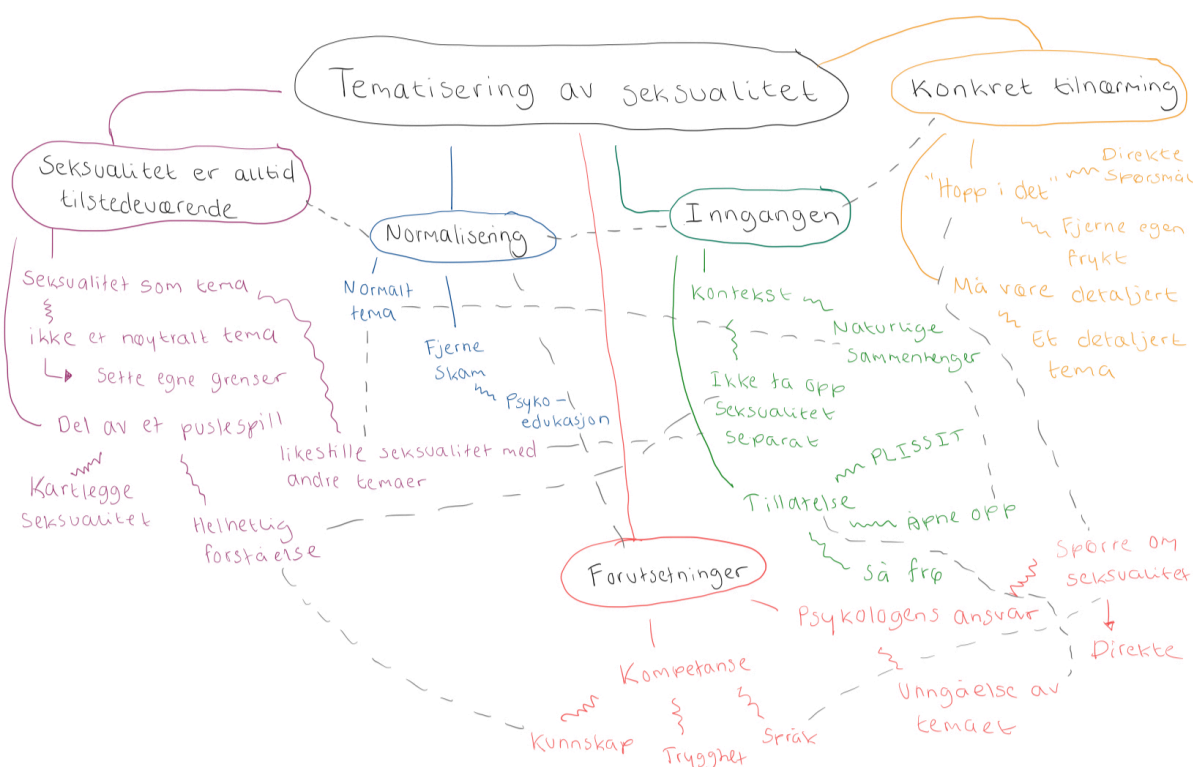 Tematisering av seksualitet
Konkret tilnærming
Direkte
Spørsmål
"Hopp i det"
Fjerne egen
frykt
Må være detaljert
Et detaljert
tema
Seksualitet er alltid
tilstedeværende
Seksualitet som tema
ikke et nøytralt tema
Sette egne grenser
Del av et puslespill
Kartlegge
seksualitet
Helhetlig
forståelse
likestille seksualitet med
andre temaer
Normalisering
Normalt
tema
Fjerne
Skam
Psyko-
edukasjon
Inngangen
Kontekst
Naturlige
Sammenhenger
Ikke ta opp
Seksualitet
Separat
Tillatelse
PLISSIT
Åpne opp
Så frø
Forutsetninger
Psykologens ansvar
Spørre om
seksualitet
Direkte
Unngåelse av
temaet
Kompetanse
Kunnskap
Trygghet
Språk